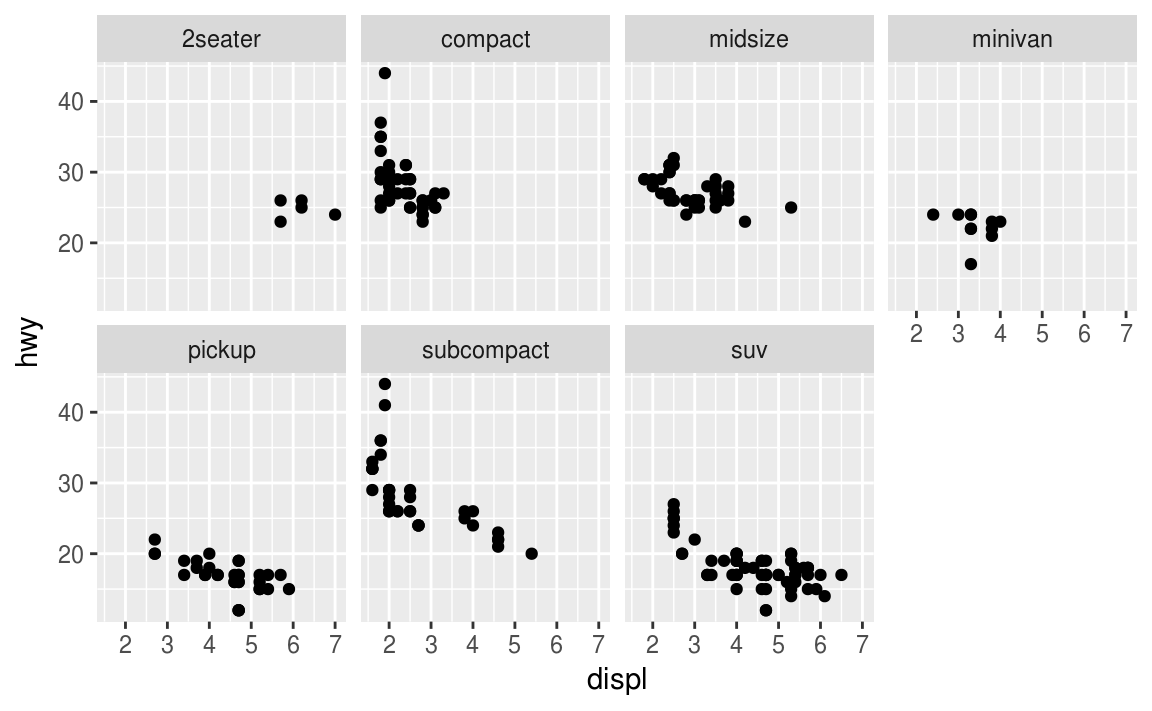 2seater compact midsize minivan
40
30
20
2 3 4 5 6 7
hwy
pickup subcompact suv
40
30
20
2 3 4 5 6 7 2 3 4 5 6 7 2 3 4 5 6 7
displ